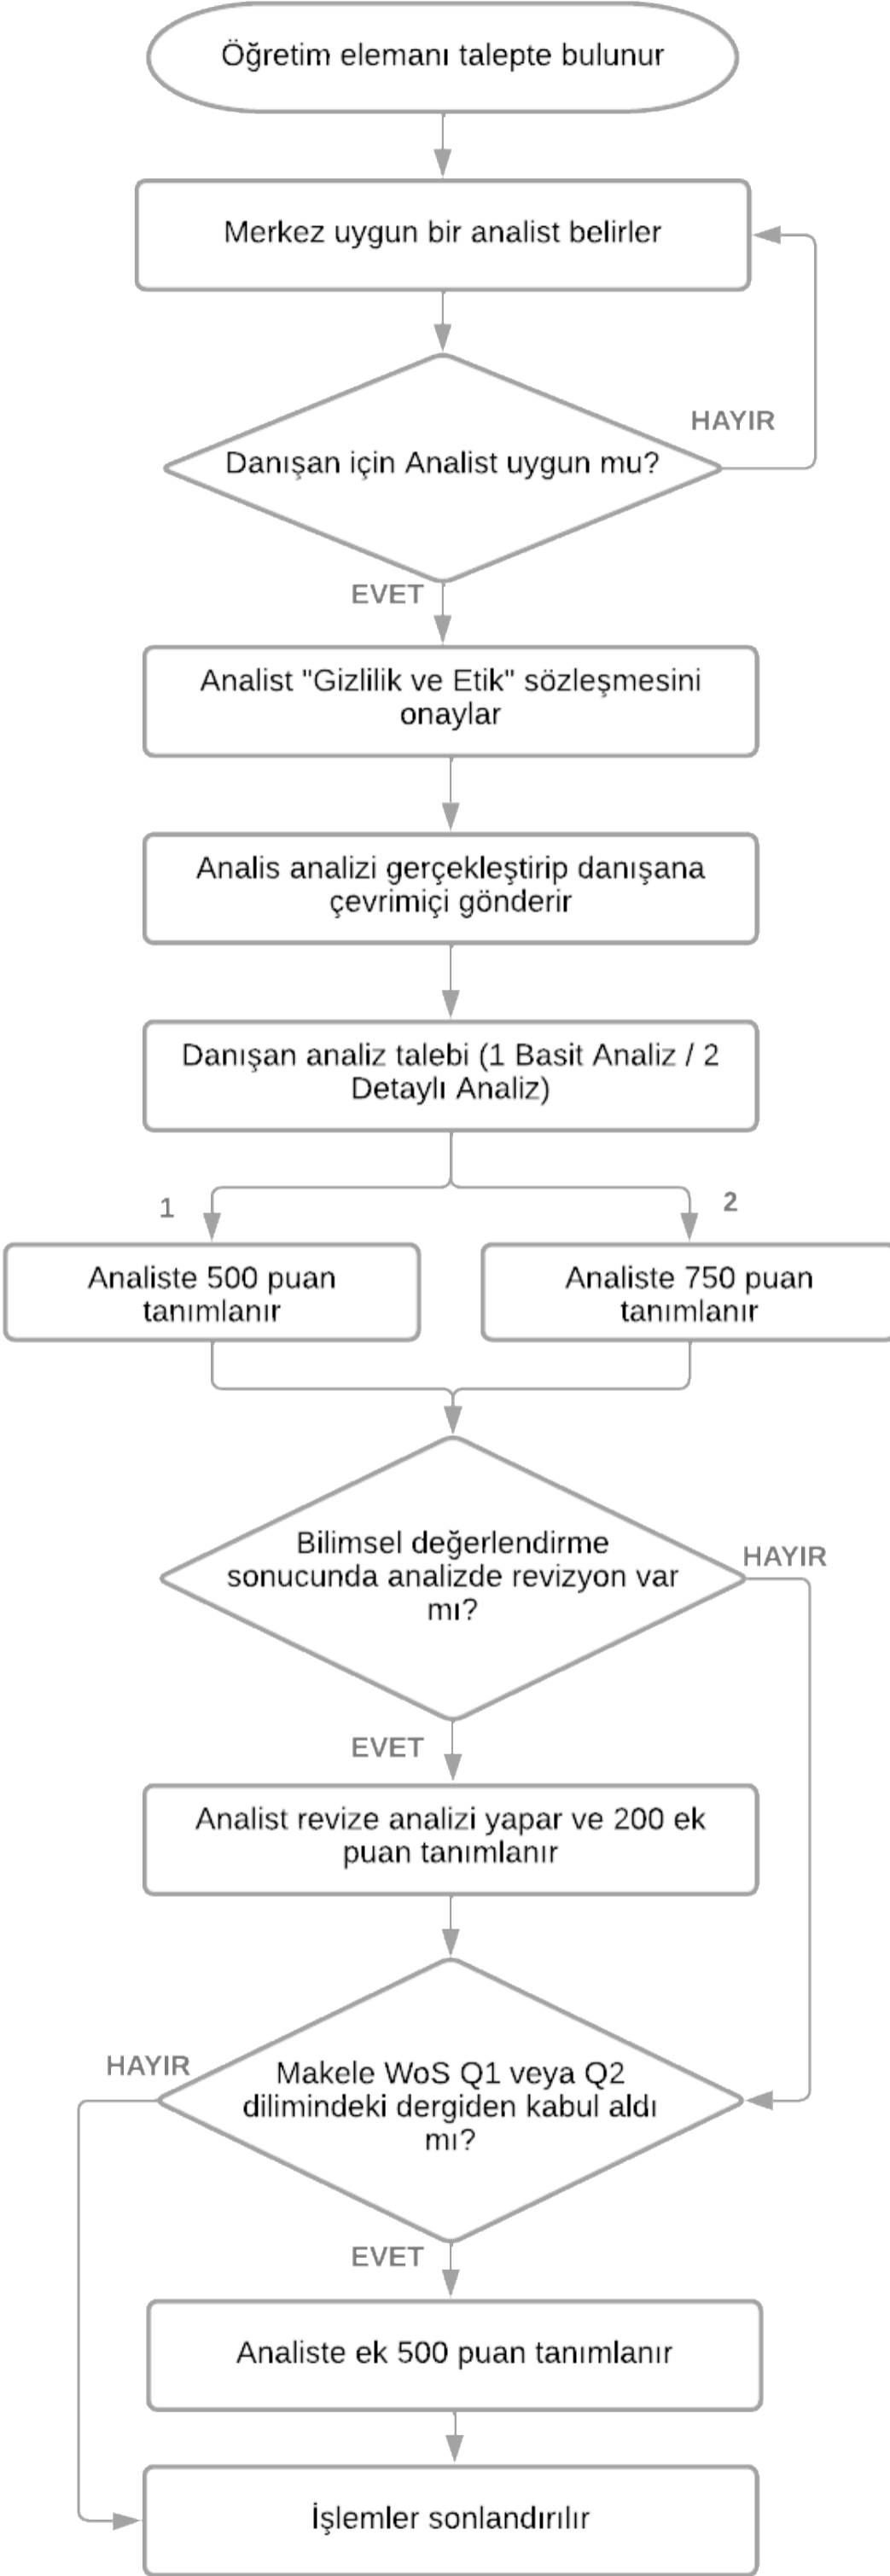 Öğretim elemanı talepte bulunur
Merkez uygun bir analist belirler
HAYIR
Danışan için Analist uygun mu?
EVET
Analist "Gizlilik ve Etik" sözleşmesini
onaylar
Analis analizi gerçekleştirip danışana
çevrimiçi gönderir
Danışan analiz talebi (1 Basit Analiz / 2
Detaylı Analiz)
1
2
Analiste 500 puan
tanımlanır
Analiste 750 puan
tanımlanır
Bilimsel değerlendirme
sonucunda analizde revizyon var
mı?
HAYIR
EVET
Analist revize analizi yapar ve 200 ek
puan tanımlanır
HAYIR
Makele WoS Q1 veya Q2
dilimindeki dergiden kabul aldı
mı?
EVET
Analiste ek 500 puan tanımlanır
İşlemler sonlandırılır